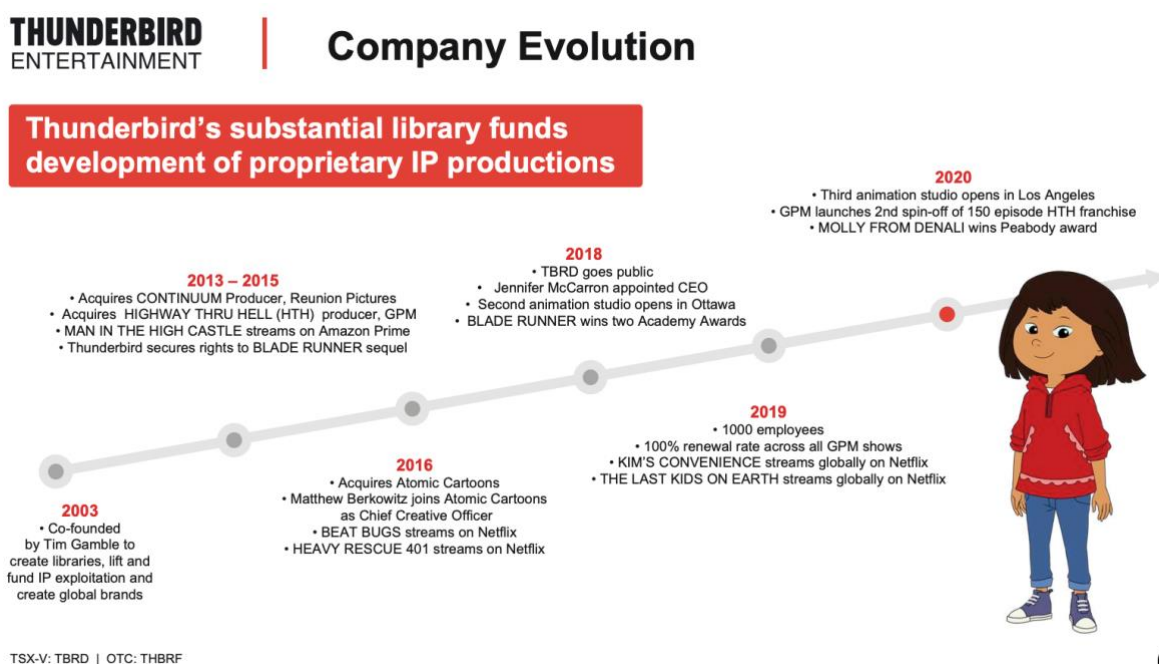 THUNDERBIRD
ENTERTAINMENT
Company Evolution
Thunderbird's substantial library funds
development of proprietary IP productions
2003
• Co-founded
by Tim Gamble to
create libraries, lift and
fund IP exploitation and
create global brands
2013 – 2015
• Acquires CONTINUUM Producer, Reunion Pictures
• Acquires HIGHWAY THRU HELL (HTH) producer, GPM
• MAN IN THE HIGH CASTLE streams on Amazon Prime
• Thunderbird secures rights to BLADE RUNNER sequel
2016
• Acquires Atomic Cartoons
• Matthew Berkowitz joins Atomic Cartoons
as Chief Creative Officer
• BEAT BUGS streams on Netflix
• HEAVY RESCUE 401 streams on Netflix
2018
• TBRD goes public
• Jennifer McCarron appointed CEO
• Second animation studio opens in Ottawa
• BLADE RUNNER wins two Academy Awards
2019
• 1000 employees
• 100% renewal rate across all GPM shows
• KIM'S CONVENIENCE streams globally on Netflix
• THE LAST KIDS ON EARTH streams globally on Netflix
2020
• Third animation studio opens in Los Angeles
• GPM launches 2nd spin-off of 150 episode HTH franchise
• MOLLY FROM DENALI wins Peabody award
TSX-V: TBRD | OTC: THBRF